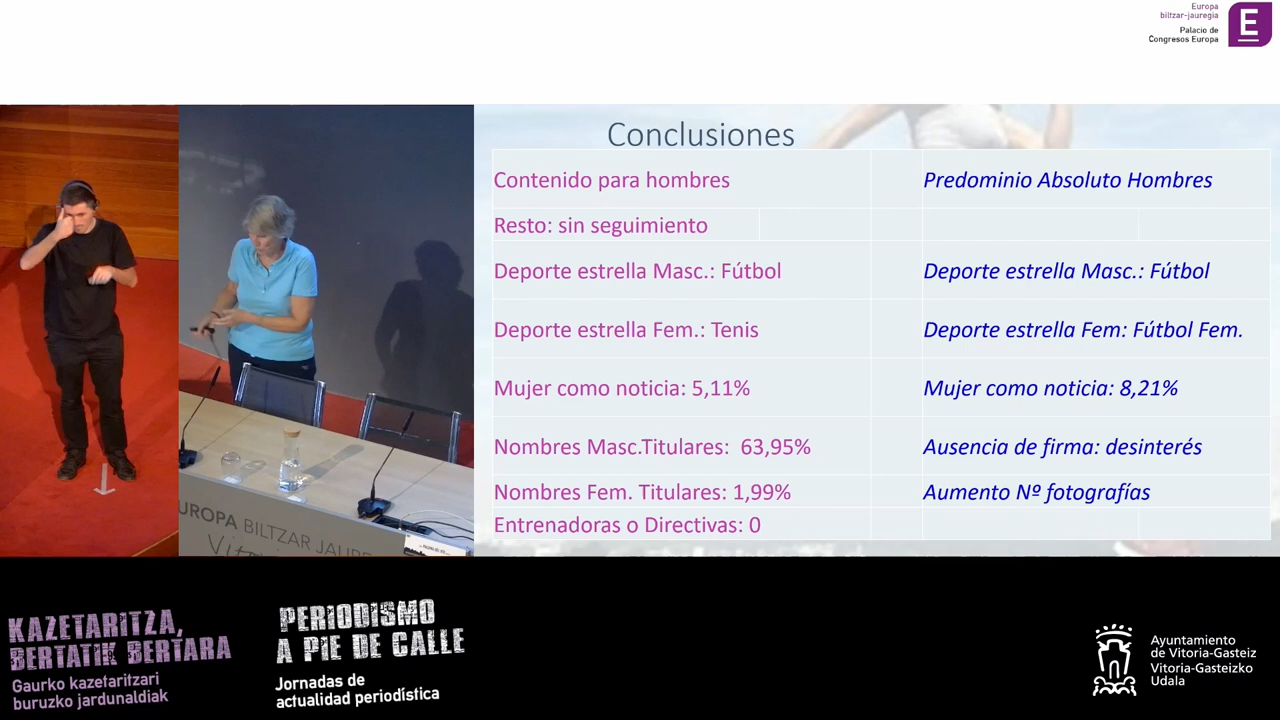 Europa
biltzar-jauregia
Palacio de
Congresos Europa
E
Conclusiones
Contenido para hombres
Predominio Absoluto Hombres
Resto: sin seguimiento
Deporte estrella Masc.: Fútbol
Deporte estrella Masc.: Fútbol
Deporte estrella Fem.: Tenis
Deporte estrella Fem: Fútbol Fem.
Mujer como noticia: 5,11%
Mujer como noticia: 8,21%
Nombres Masc.Titulares: 63,95%
Ausencia de firma: desinterés
Nombres Fem. Titulares: 1,99%
Aumento Nº fotografías
Entrenadoras o Directivas: 0
UROPA BILTZAR JAURE
KAZETARITZA,
BERTATIK BERTARA
Gaurko kazetaritzari
buruzko jardunaldiak
PERIODISMO
A PIE DE CALLE
Jornadas de
actualidad periodística
Ayuntamiento
de Vitoria-Gasteiz
Vitoria-Gasteizko
Udala